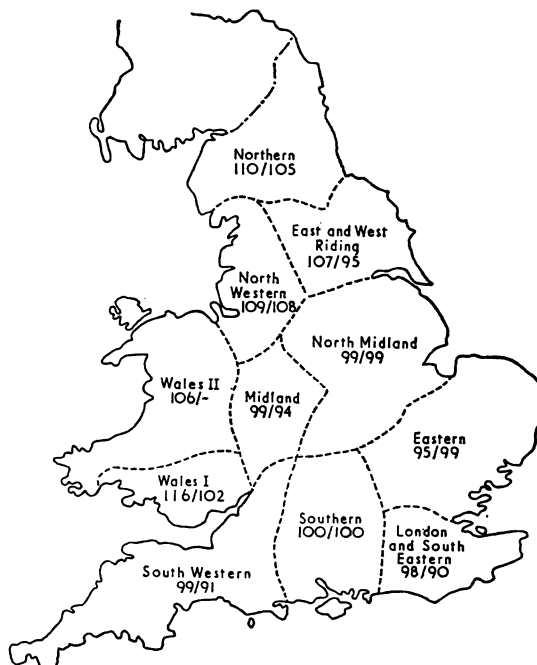 Northern
110/105
East and West
Riding
107/95
North
Western
109/108
North Midland
99/99
Wales II
106/-
Midland
99/94
Eastern
95/99
Wales I
116/102
Southern
100/100
London
and South
Eastern
98/90
South Western
99/91